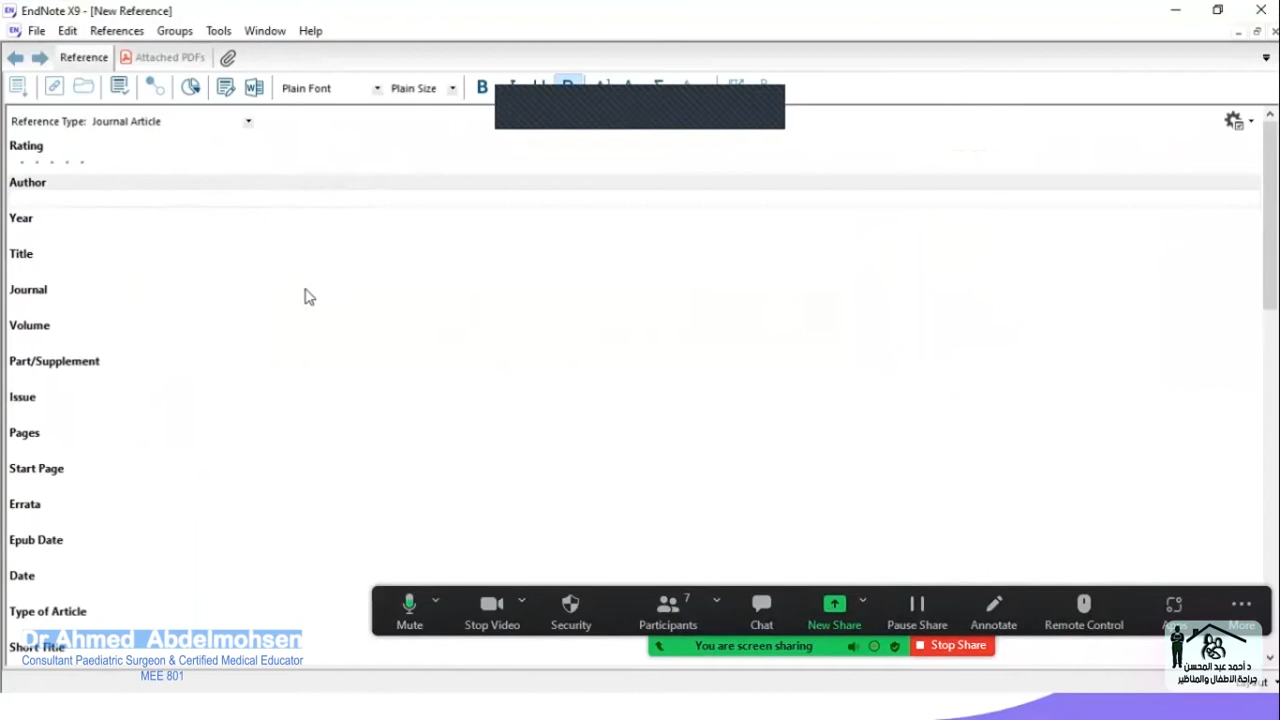 EndNote X9 - [New Reference]
File Edit References Groups Tools Window Help
Reference Attached PDFs
Plain Font Plain Size B
Reference Type: Journal Article
Rating
Author
Year
Title
Journal
Volume
Part/Supplement
Issue
Pages
Start Page
Errata
Epub Date
Date
Type of Article
Short Title
7
Mute Stop Video Security Participants Chat New Share Pause Share Annotate Remote Control More
You are screen sharing Stop Share
Dr Ahmed Abdelmohsen
Consultant Paediatric Surgeon & Certified Medical Educator
MEE 801
د أحمد عبد المحسن
جراحة الأطفال والمناظير